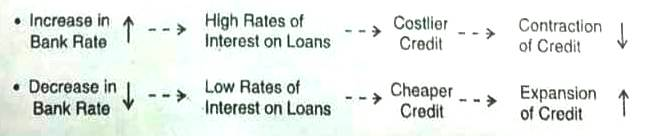 • Increase in Bank Rate ↑ --→ High Rates of Interest on Loans --→ Costlier Credit --→ Contraction of Credit ↓
• Decrease in Bank Rate ↓ --→ Low Rates of Interest on Loans --→ Cheaper Credit --→ Expansion of Credit ↑